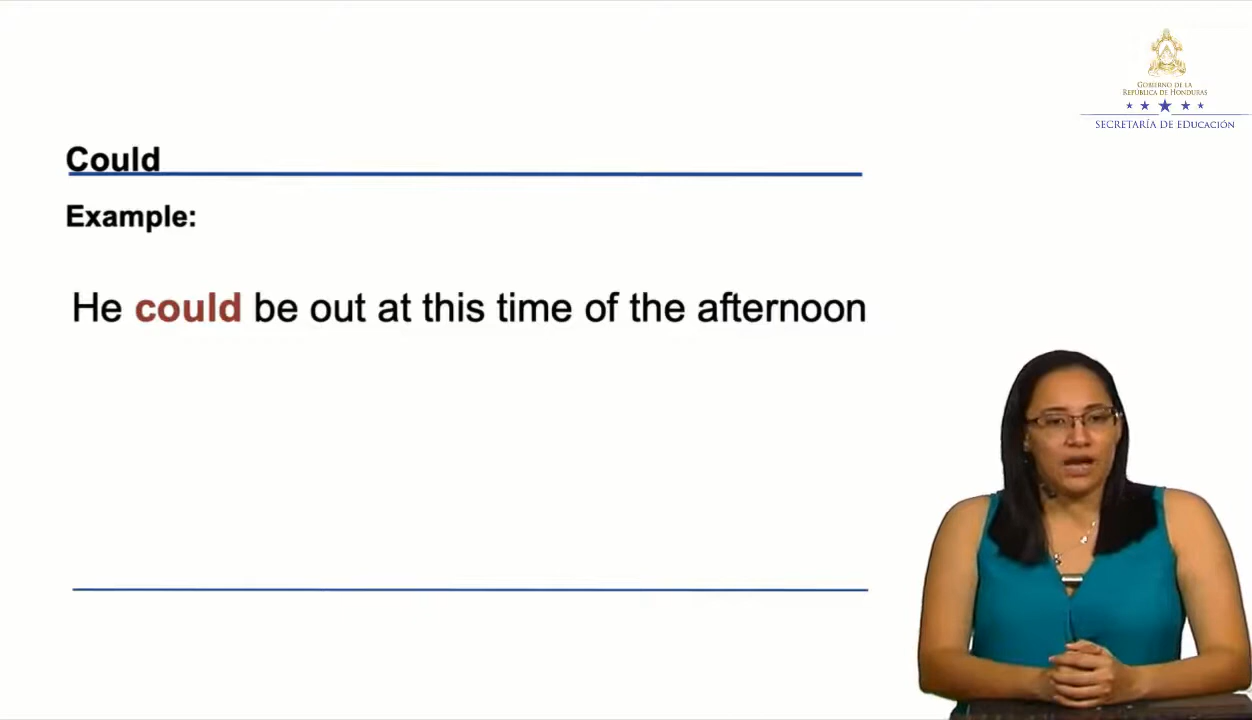 GOBIERNO DE LA
REPÚBLICA DE HONDURAS
SECRETARÍA DE EDUCACIÓN
Could
Example:
He could be out at this time of the afternoon